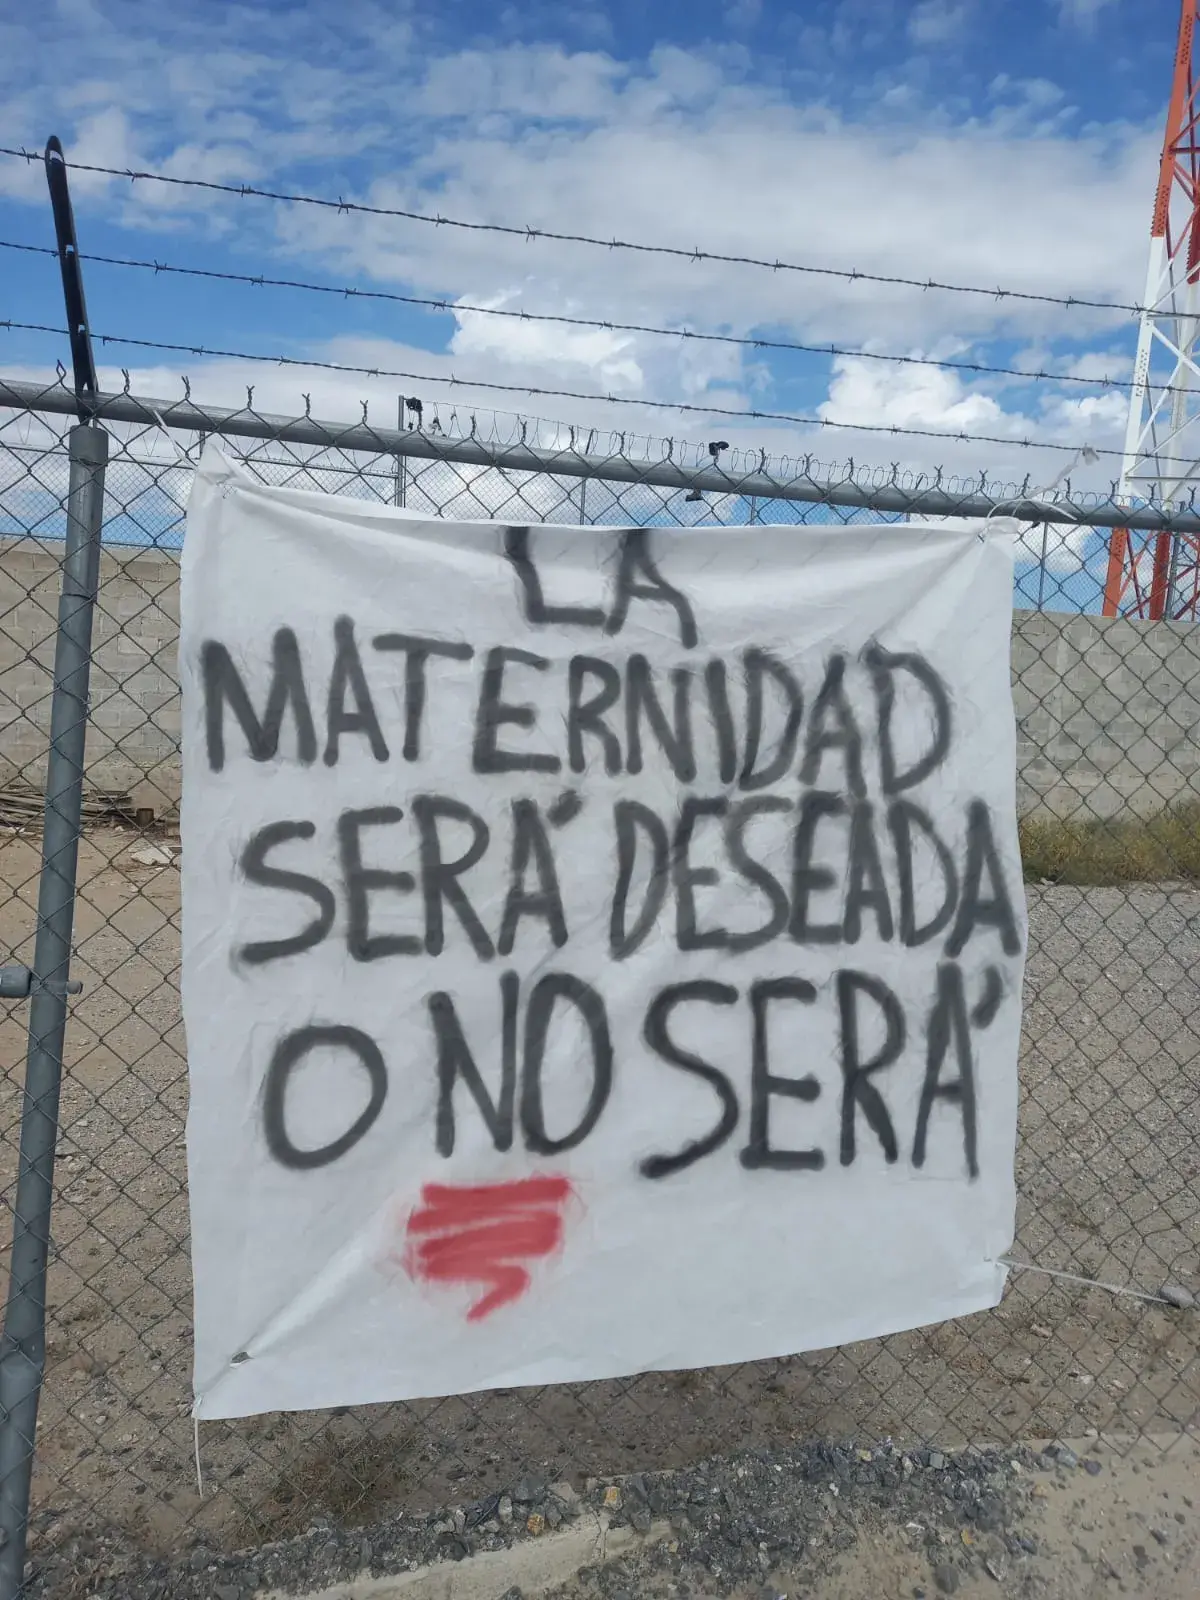 LA
MATERNIDAD
SERÁ DESEADA
O NO SERÁ